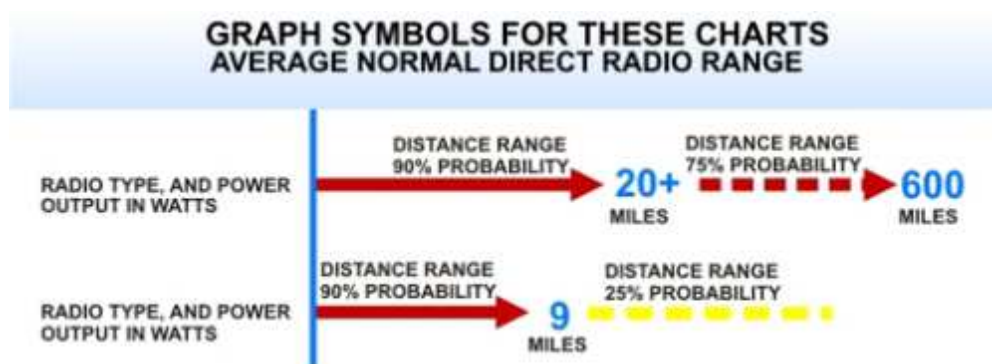 GRAPH SYMBOLS FOR THESE CHARTS
AVERAGE NORMAL DIRECT RADIO RANGE
RADIO TYPE, AND POWER
OUTPUT IN WATTS
DISTANCE RANGE
90% PROBABILITY
20+
MILES
DISTANCE RANGE
75% PROBABILITY
600
MILES
RADIO TYPE, AND POWER
OUTPUT IN WATTS
DISTANCE RANGE
90% PROBABILITY
9
MILES
DISTANCE RANGE
25% PROBABILITY